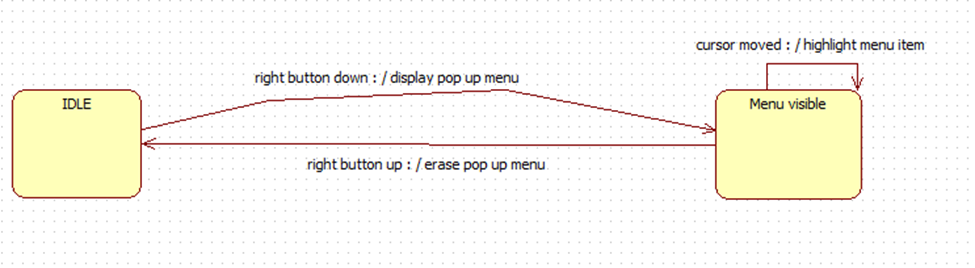 cursor moved : / highlight menu item
right button down : / display pop up menu
IDLE
Menu visible
right button up : / erase pop up menu